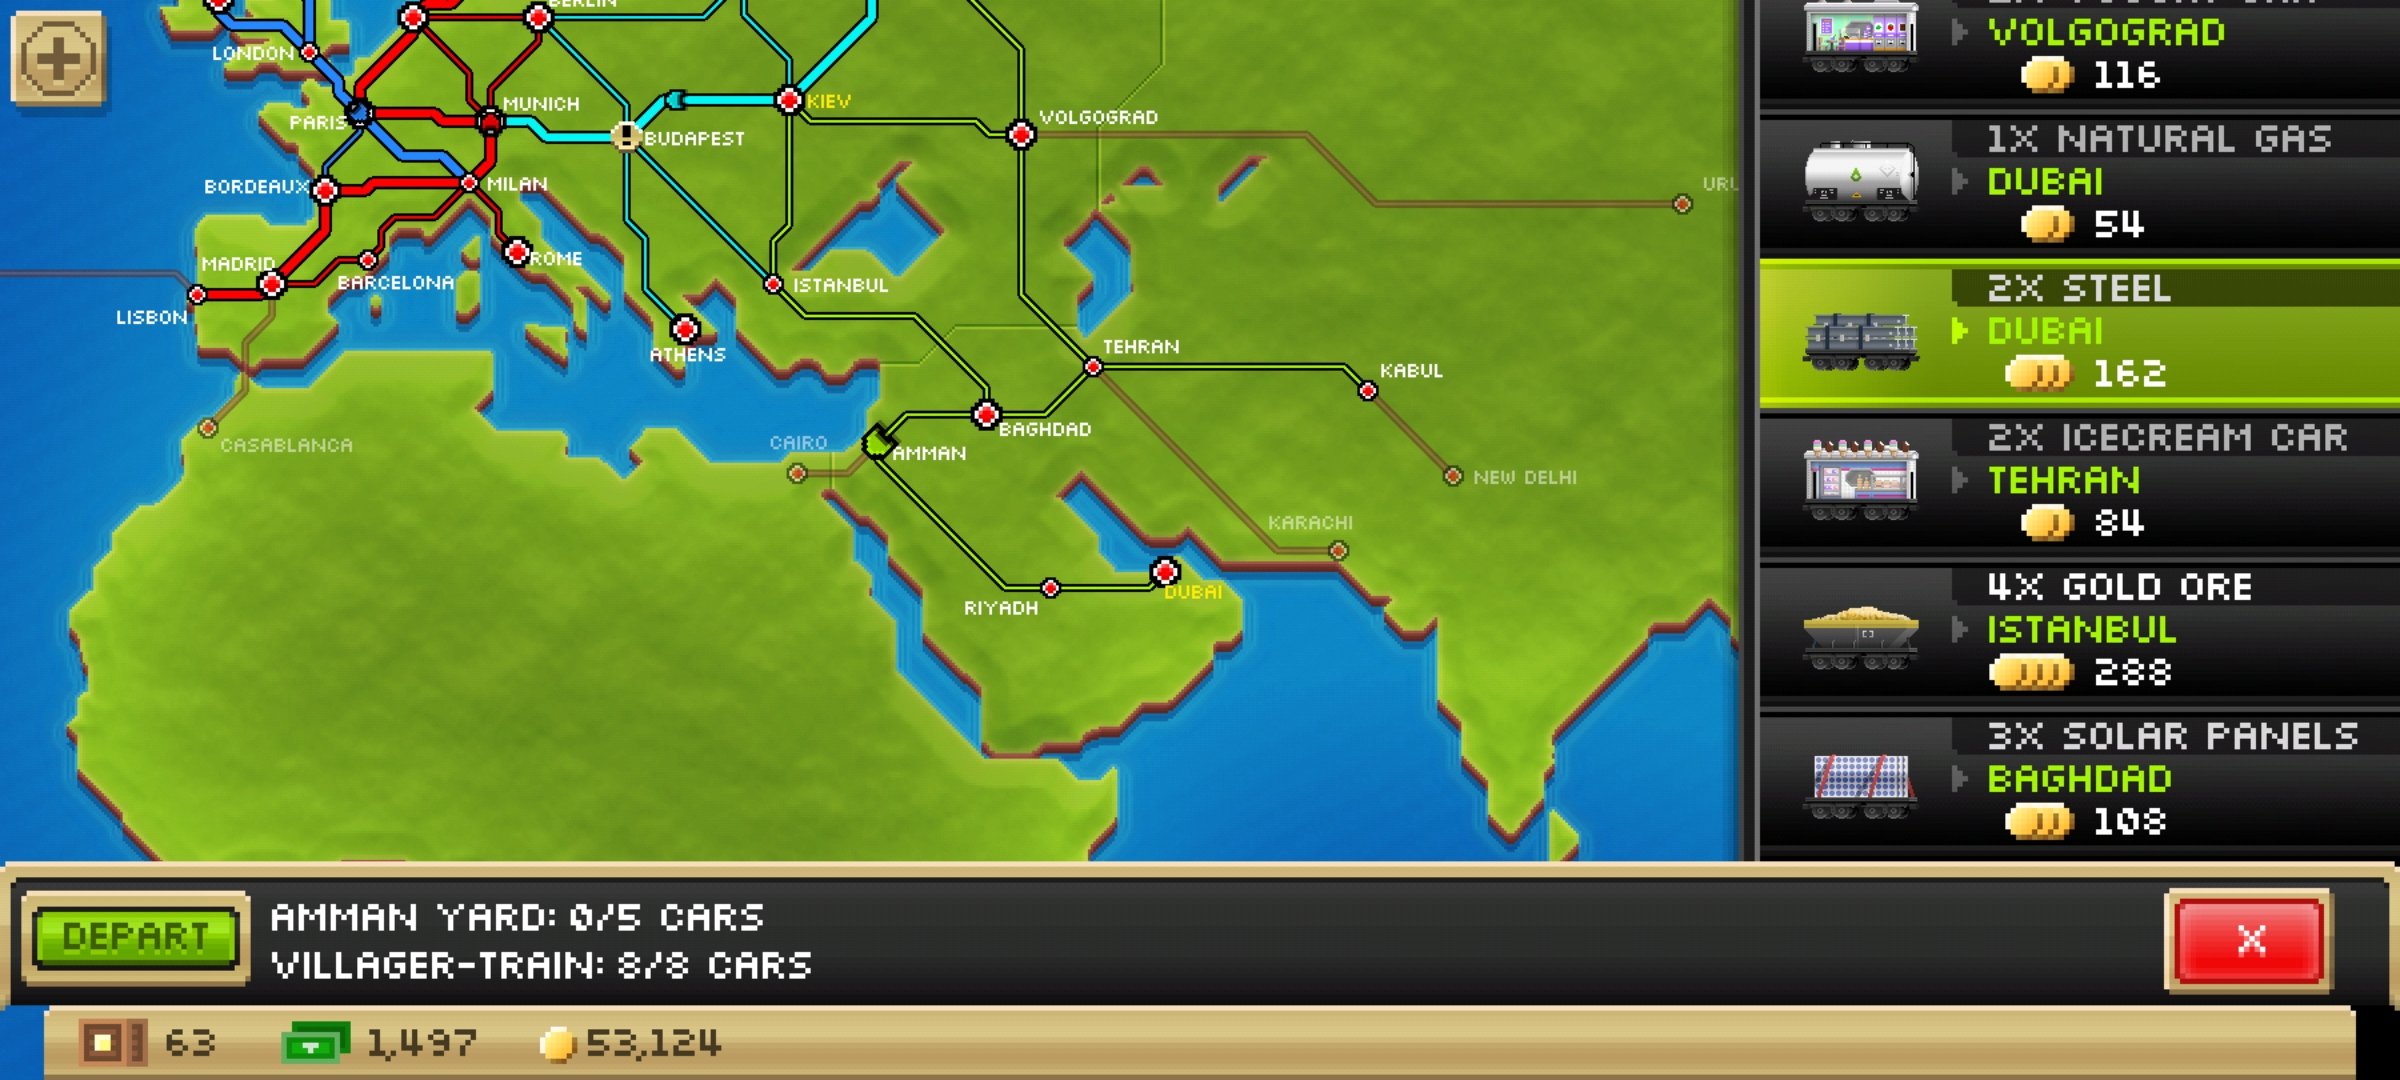 BERLIN
LONDON
PARIS
MUNICH
BUDAPEST
KIEV
VOLGOGRAD
BORDEAUX
MILAN
MADRID
BARCELONA
ROME
LISBON
ISTANBUL
ATHENS
TEHRAN
KABUL
CASABLANCA
CAIRO
BAGHDAD
AMMAN
NEW DELHI
KARACHI
RIYADH
DUBAI
VOLGOGRAD
116
1X NATURAL GAS
DUBAI
54
2X STEEL
DUBAI
162
2X ICECREAM CAR
TEHRAN
84
4X GOLD ORE
ISTANBUL
288
3X SOLAR PANELS
BAGHDAD
108
DEPART
AMMAN YARD: 0/5 CARS
VILLAGER-TRAIN: 8/8 CARS
X
63
1,497
53,124